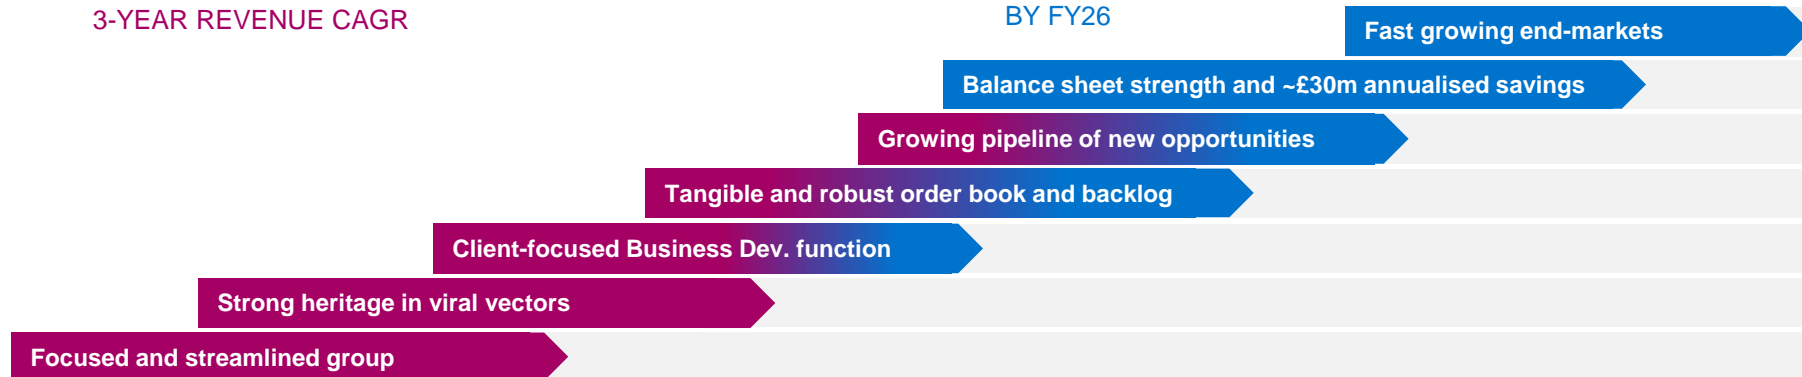 3-YEAR REVENUE CAGR
BY FY26
Fast growing end-markets
Balance sheet strength and ~£30m annualised savings
Growing pipeline of new opportunities
Tangible and robust order book and backlog
Client-focused Business Dev. function
Strong heritage in viral vectors
Focused and streamlined group